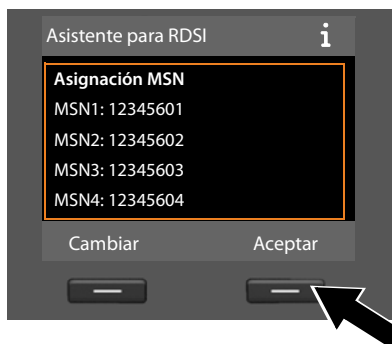 Asistente para RDSI i
Asignación MSN
MSN1: 12345601
MSN2: 12345602
MSN3: 12345603
MSN4: 12345604
Cambiar Aceptar